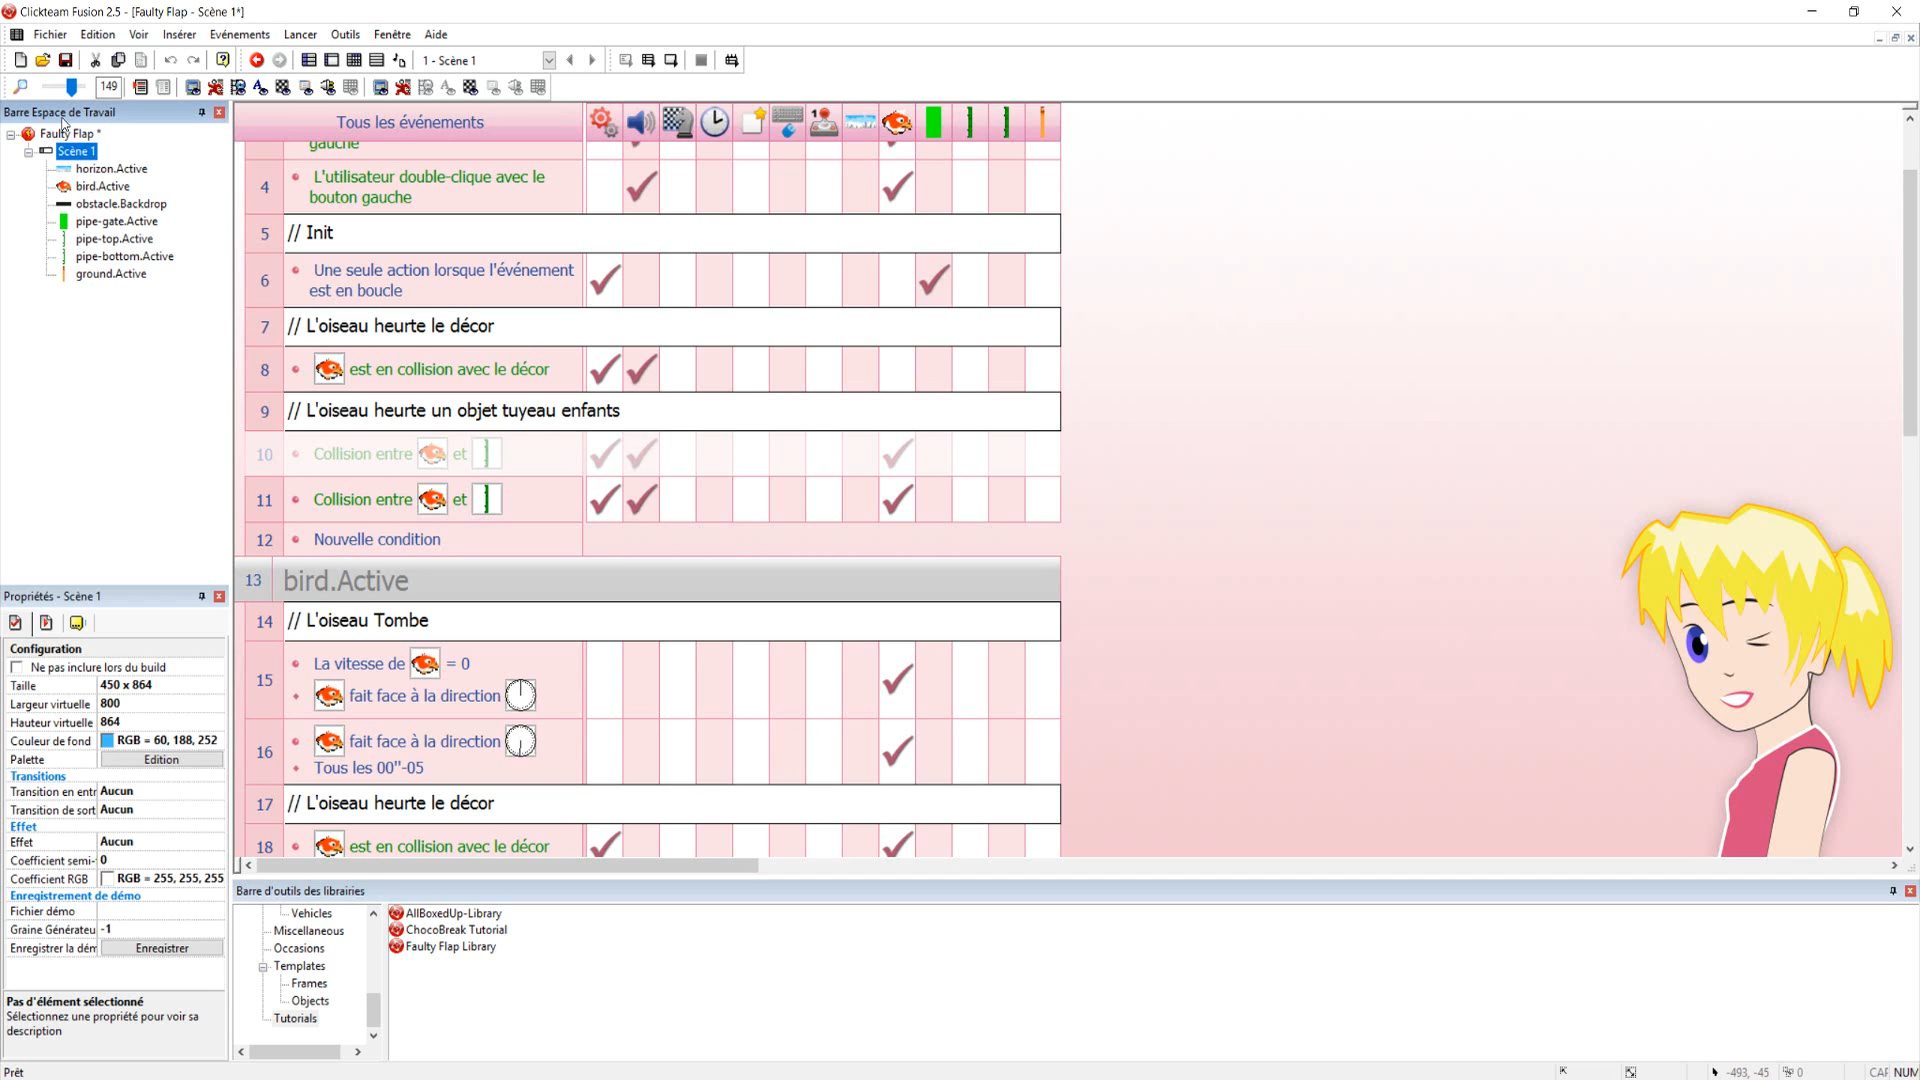 Clickteam Fusion 2.5 - [Faulty Flap - Scène 1*]
Fichier Edition Voir Insérer Evénements Lancer Outils Fenêtre Aide
1 - Scène 1
149
Barre Espace de Travail
Faulty Flap *
Scène 1
horizon.Active
bird.Active
obstacle.Backdrop
pipe-gate.Active
pipe-top.Active
pipe-bottom.Active
ground.Active
Tous les événements
gauche
4 L'utilisateur double-clique avec le
bouton gauche
5 // Init
6 Une seule action lorsque l'événement
est en boucle
7 // L'oiseau heurte le décor
8 est en collision avec le décor
9 // L'oiseau heurte un objet tuyeau enfants
10 Collision entre et
11 Collision entre et
12 Nouvelle condition
13 bird.Active
14 // L'oiseau Tombe
15 La vitesse de = 0
fait face à la direction
16 fait face à la direction
Tous les 00"-05
17 // L'oiseau heurte le décor
18 est en collision avec le décor
Propriétés - Scène 1
Configuration
Ne pas inclure lors du build
Taille 450 x 864
Largeur virtuelle 800
Hauteur virtuelle 864
Couleur de fond RGB = 60, 188, 252
Palette Edition
Transitions
Transition en entr Aucun
Transition de sort Aucun
Effet
Effet Aucun
Coefficient semi- 0
Coefficient RGB RGB = 255, 255, 255
Enregistrement de démo
Fichier démo
Graine Générateu -1
Enregistrer la dém Enregistrer
Pas d'élément sélectionné
Sélectionnez une propriété pour voir sa
description
Barre d'outils des librairies
Vehicles
Miscellaneous
Occasions
Templates
Frames
Objects
Tutorials
AllBoxedUp-Library
ChocoBreak Tutorial
Faulty Flap Library
Prêt
-493, -45
0
CAP NUM